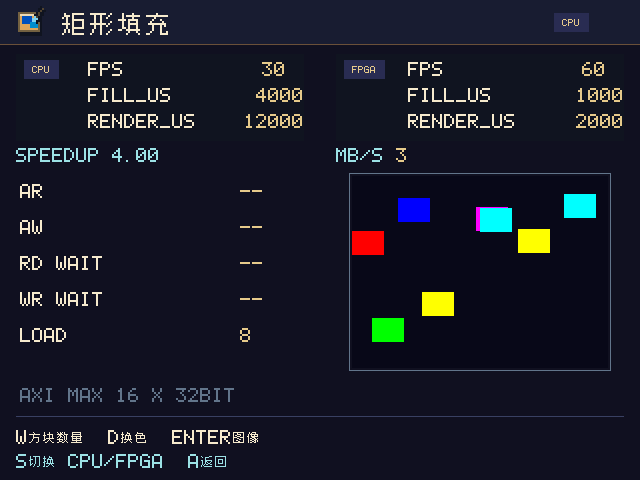 矩形填充 CPU
CPU FPS 30 FPGA FPS 60
FILL_US 4000 FILL_US 1000
RENDER_US 12000 RENDER_US 2000
SPEEDUP 4.00 MB/S 3
AR --
AW --
RD WAIT --
WR WAIT --
LOAD 8
AXI MAX 16 X 32BIT
W方块数量 D换色 ENTER图像
S切换 CPU/FPGA A返回